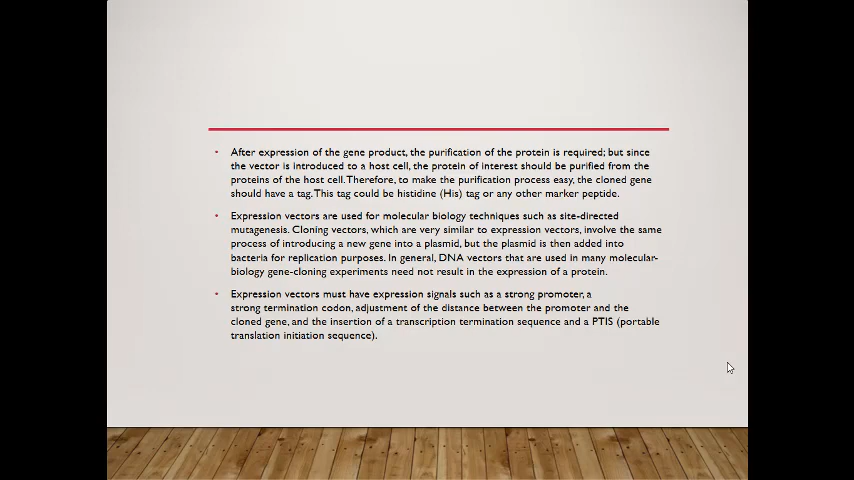 • After expression of the gene product, the purification of the protein is required; but since
the vector is introduced to a host cell, the protein of interest should be purified from the
proteins of the host cell. Therefore, to make the purification process easy, the cloned gene
should have a tag. This tag could be histidine (His) tag or any other marker peptide.
• Expression vectors are used for molecular biology techniques such as site-directed
mutagenesis. Cloning vectors, which are very similar to expression vectors, involve the same
process of introducing a new gene into a plasmid, but the plasmid is then added into
bacteria for replication purposes. In general, DNA vectors that are used in many molecular-
biology gene-cloning experiments need not result in the expression of a protein.
• Expression vectors must have expression signals such as a strong promoter, a
strong termination codon, adjustment of the distance between the promoter and the
cloned gene, and the insertion of a transcription termination sequence and a PTIS (portable
translation initiation sequence).